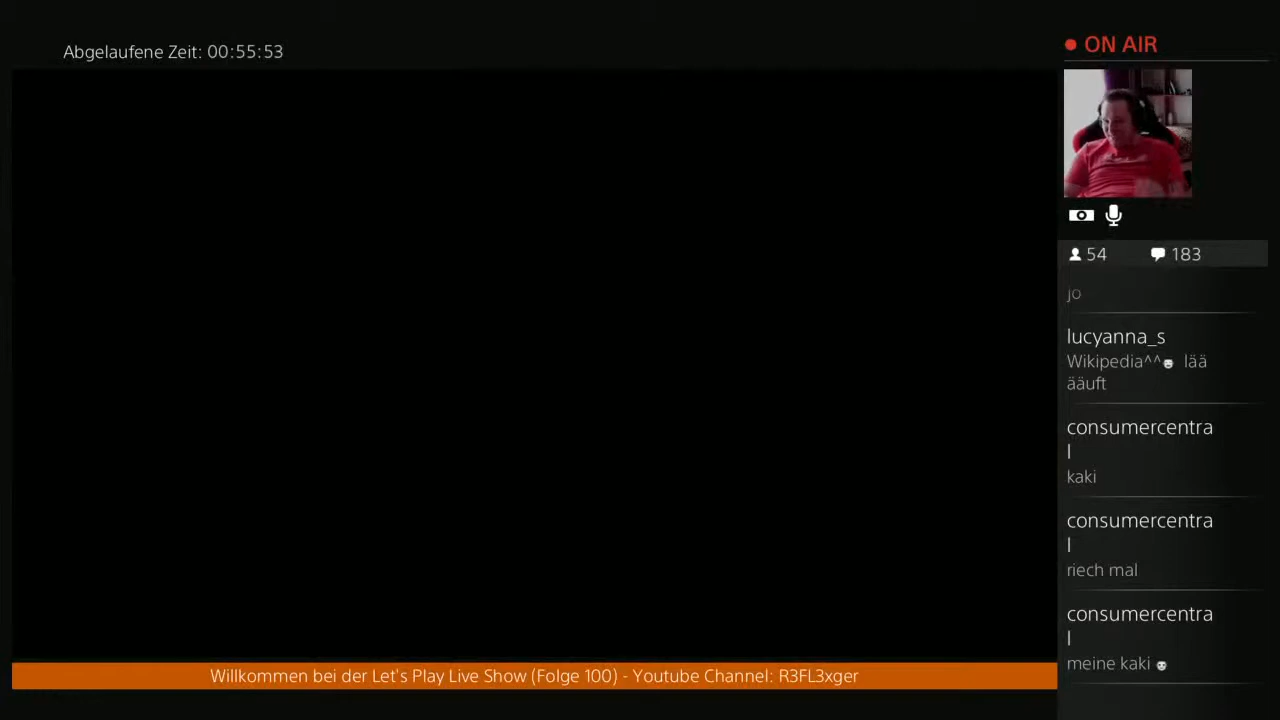 Abgelaufene Zeit: 00:55:53
ON AIR
54 183
jo
lucyanna_s
Wikipedia^^ lää
ääuft
consumercentra
l
kaki
consumercentra
l
riech mal
consumercentra
l
meine kaki
Willkommen bei der Let's Play Live Show (Folge 100) - Youtube Channel: R3FL3xger